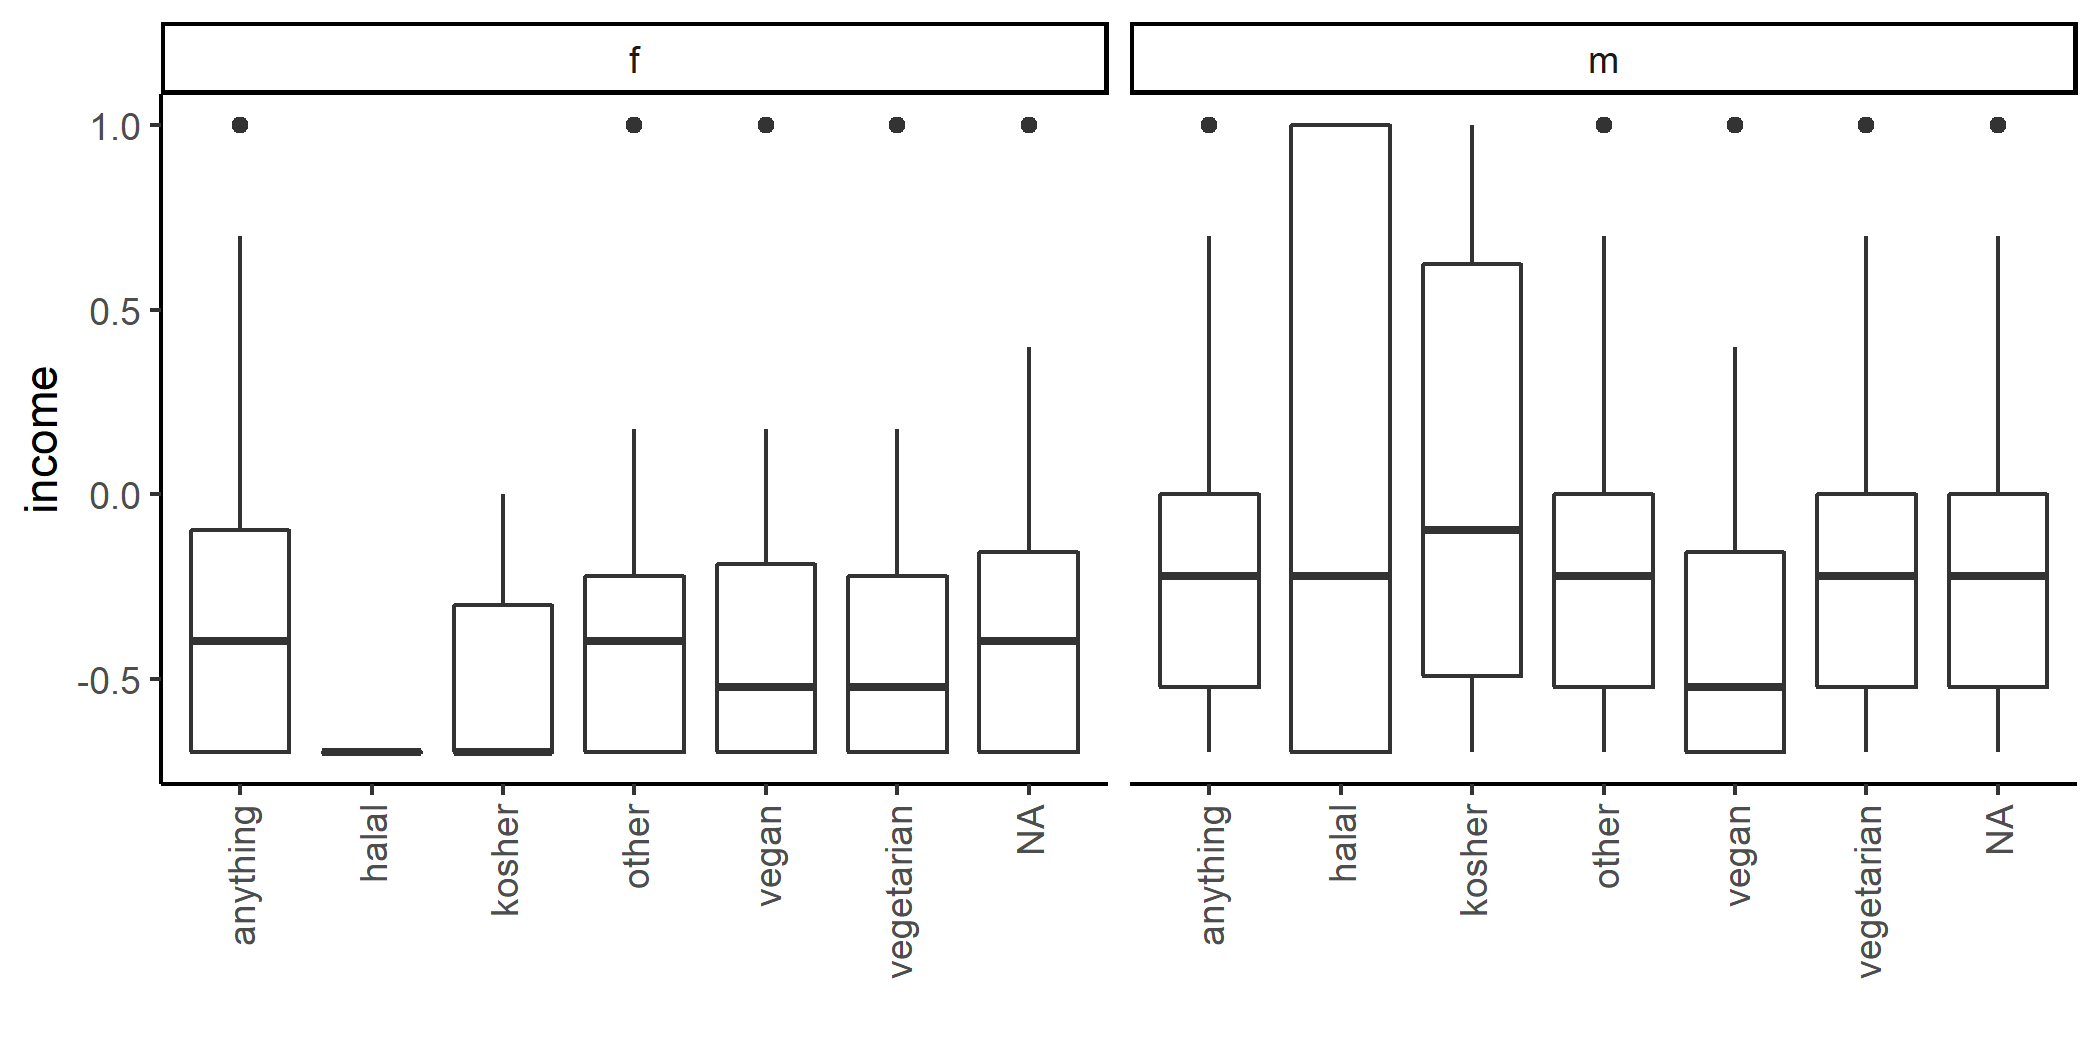 f
m
income
1.0
0.5
0.0
-0.5
anything
halal
kosher
other
vegan
vegetarian
NA
anything
halal
kosher
other
vegan
vegetarian
NA